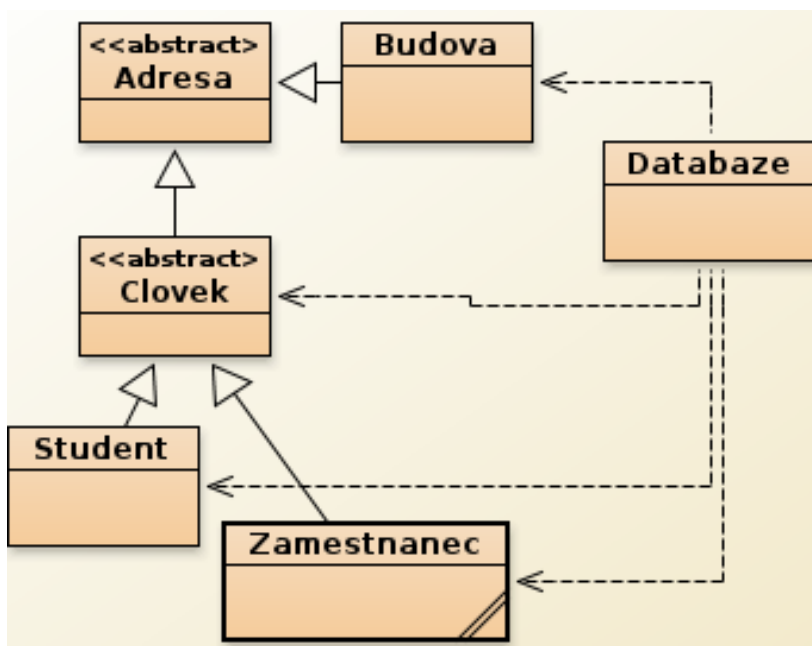 <<abstract>>
Adresa
Budova
Databaze
<<abstract>>
Clovek
Student
Zamestnanec